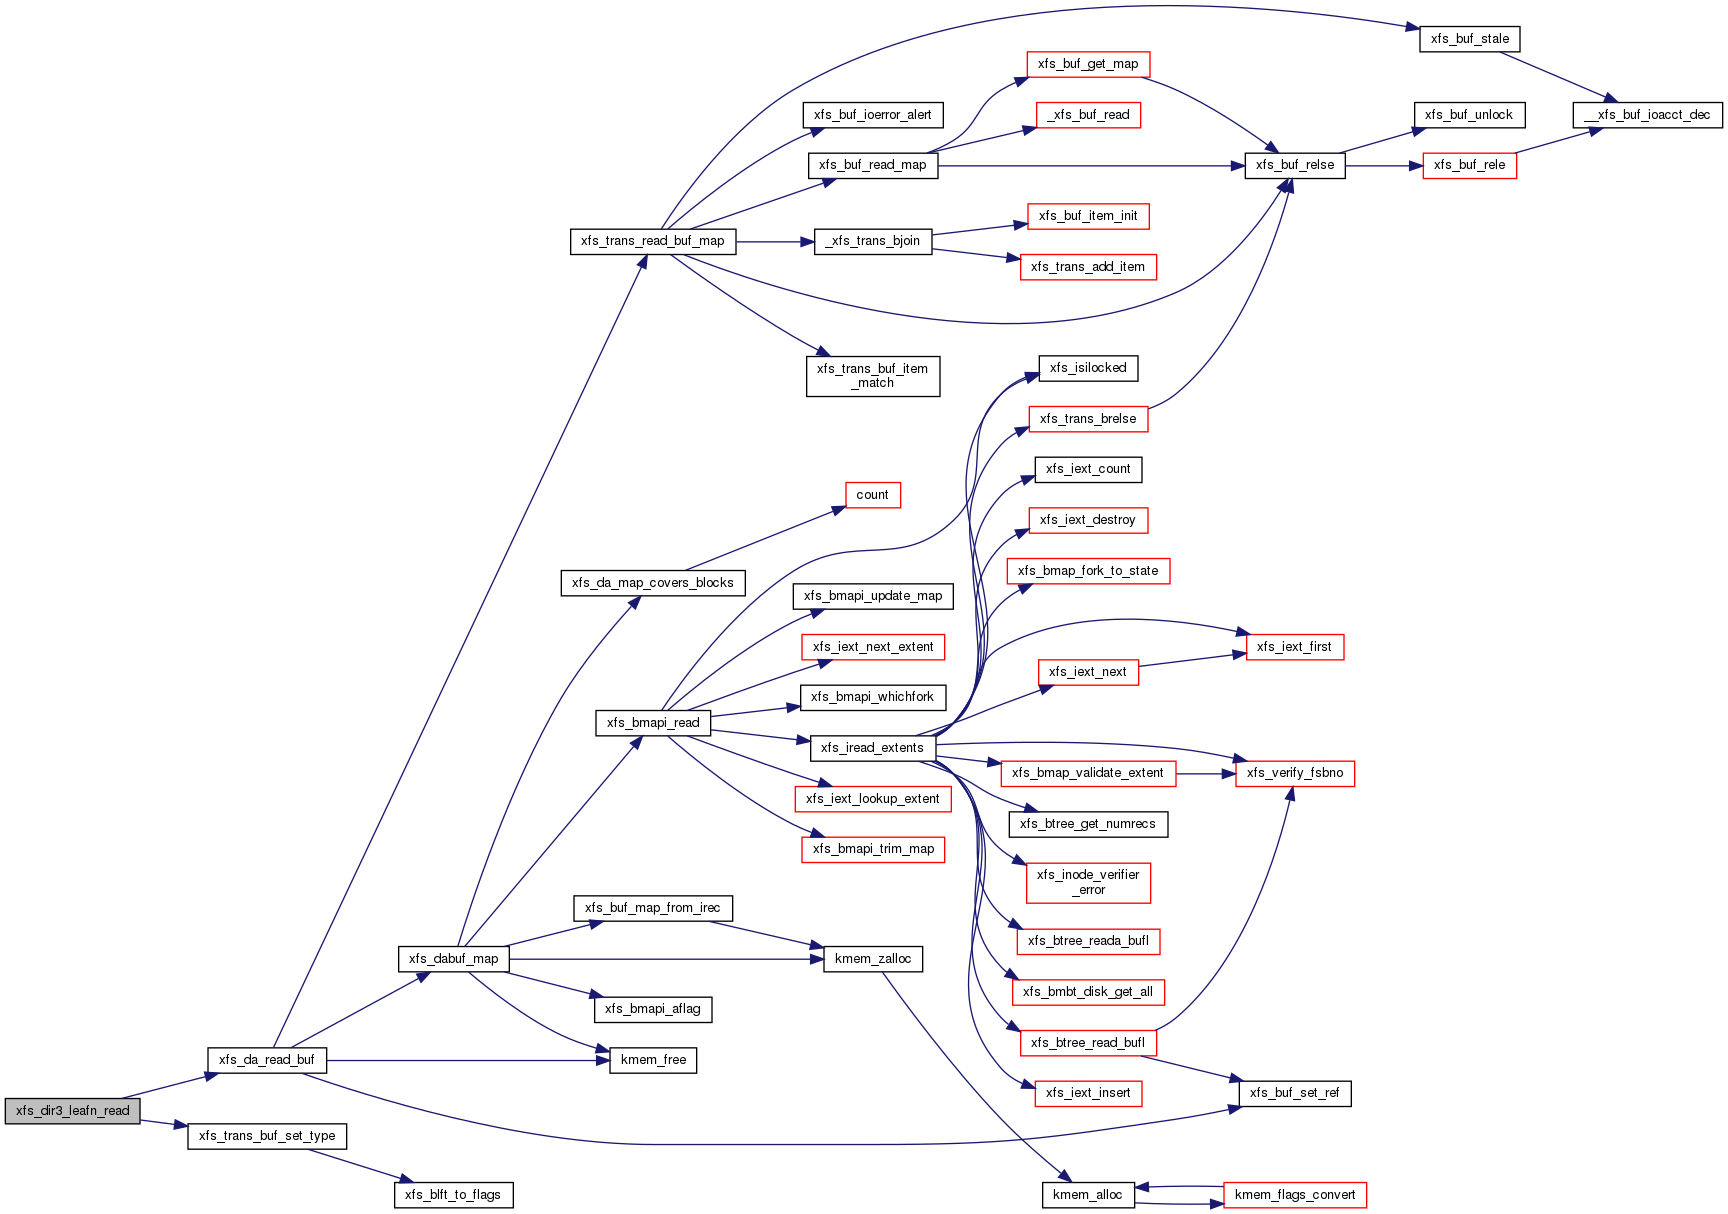 xfs_buf_stale
xfs_buf_get_map
xfs_buf_ioerror_alert
_xfs_buf_read
xfs_buf_unlock
__xfs_buf_ioacct_dec
xfs_buf_read_map
xfs_buf_relse
xfs_buf_rele
xfs_buf_item_init
xfs_trans_read_buf_map
_xfs_trans_bjoin
xfs_trans_add_item
xfs_trans_buf_item
_match
xfs_isilocked
xfs_trans_brelse
xfs_iext_count
count
xfs_iext_destroy
xfs_bmap_fork_to_state
xfs_da_map_covers_blocks
xfs_bmapi_update_map
xfs_iext_next_extent
xfs_iext_first
xfs_iext_next
xfs_bmapi_whichfork
xfs_bmapi_read
xfs_iread_extents
xfs_bmap_validate_extent
xfs_verify_fsbno
xfs_iext_lookup_extent
xfs_btree_get_numrecs
xfs_bmapi_trim_map
xfs_inode_verifier
_error
xfs_buf_map_from_irec
xfs_btree_reada_bufl
xfs_dabuf_map
kmem_zalloc
xfs_bmbt_disk_get_all
xfs_bmapi_aflag
xfs_btree_read_bufl
xfs_da_read_buf
kmem_free
xfs_iext_insert
xfs_buf_set_ref
xfs_dir3_leafn_read
xfs_trans_buf_set_type
xfs_blft_to_flags
kmem_alloc
kmem_flags_convert